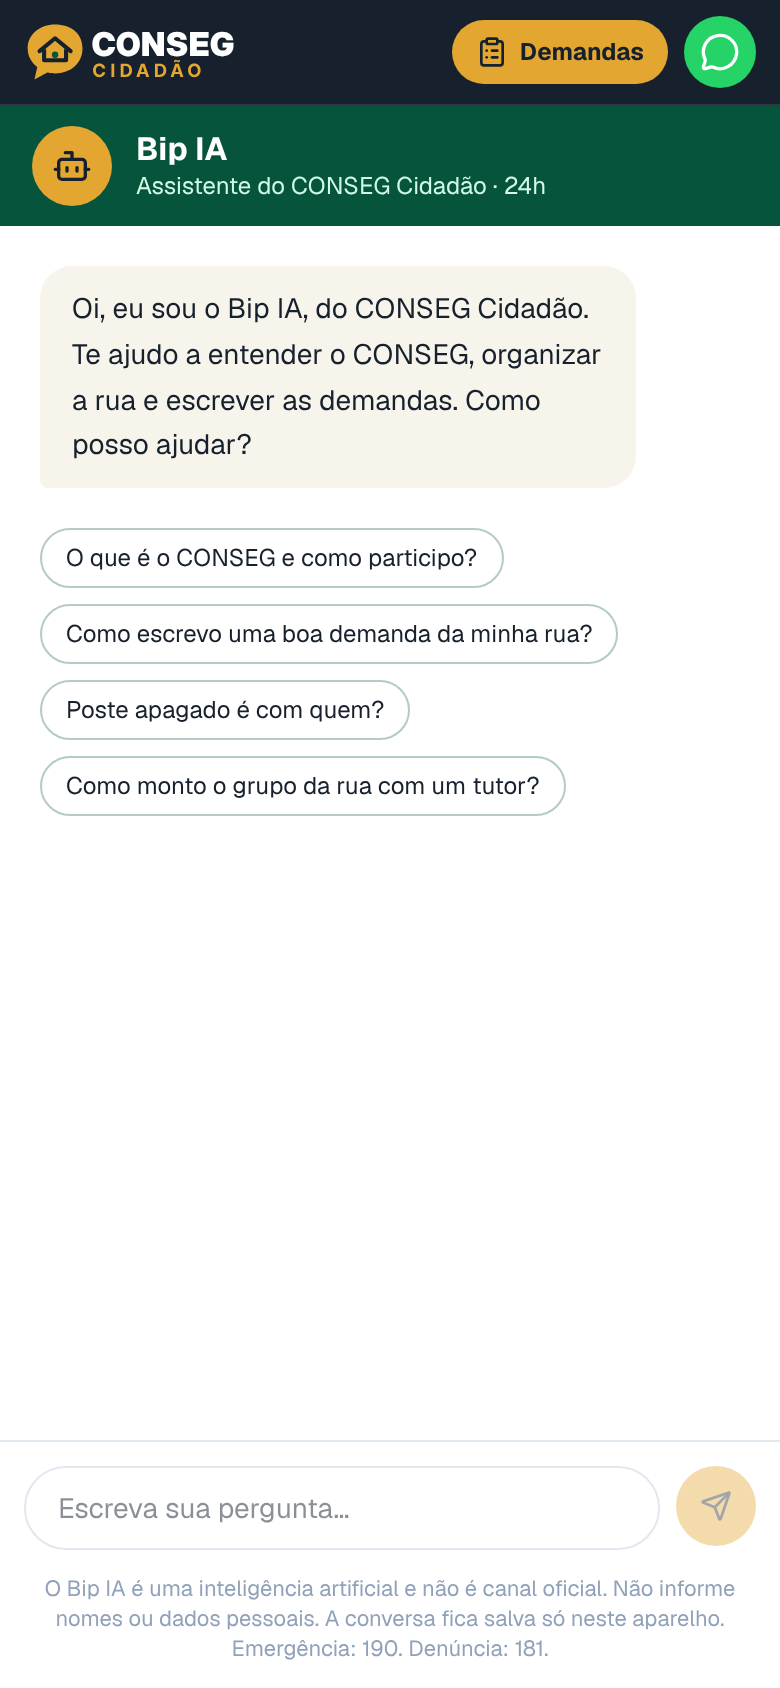 CONSEG
CIDADÃO
Demandas
Bip IA
Assistente do CONSEG Cidadão · 24h
Oi, eu sou o Bip IA, do CONSEG Cidadão.
Te ajudo a entender o CONSEG, organizar
a rua e escrever as demandas. Como
posso ajudar?
O que é o CONSEG e como participo?
Como escrevo uma boa demanda da minha rua?
Poste apagado é com quem?
Como monto o grupo da rua com um tutor?
Escreva sua pergunta...
O Bip IA é uma inteligência artificial e não é canal oficial. Não informe
nomes ou dados pessoais. A conversa fica salva só neste aparelho.
Emergência: 190. Denúncia: 181.